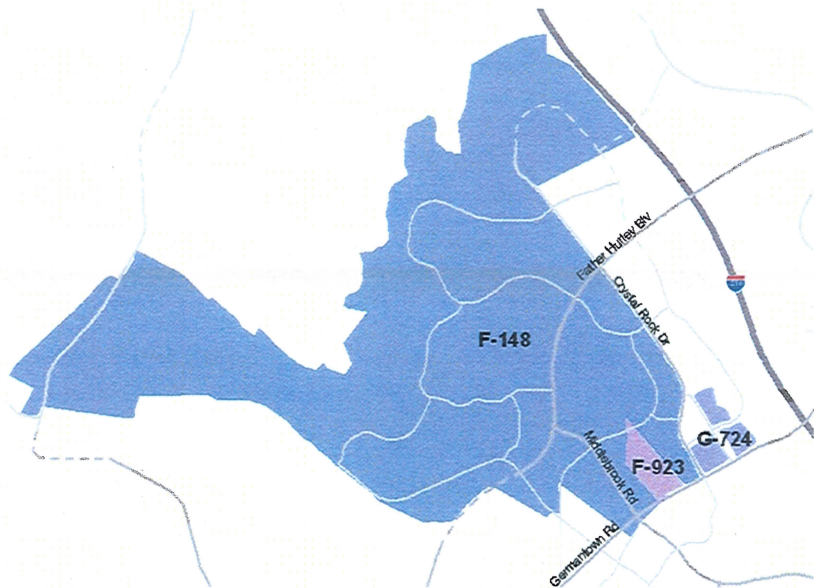 Father Hurley Blv
Crystal Rock Dr
F-148
G-724
F-923
Middlebrook Rd
Germantown Rd